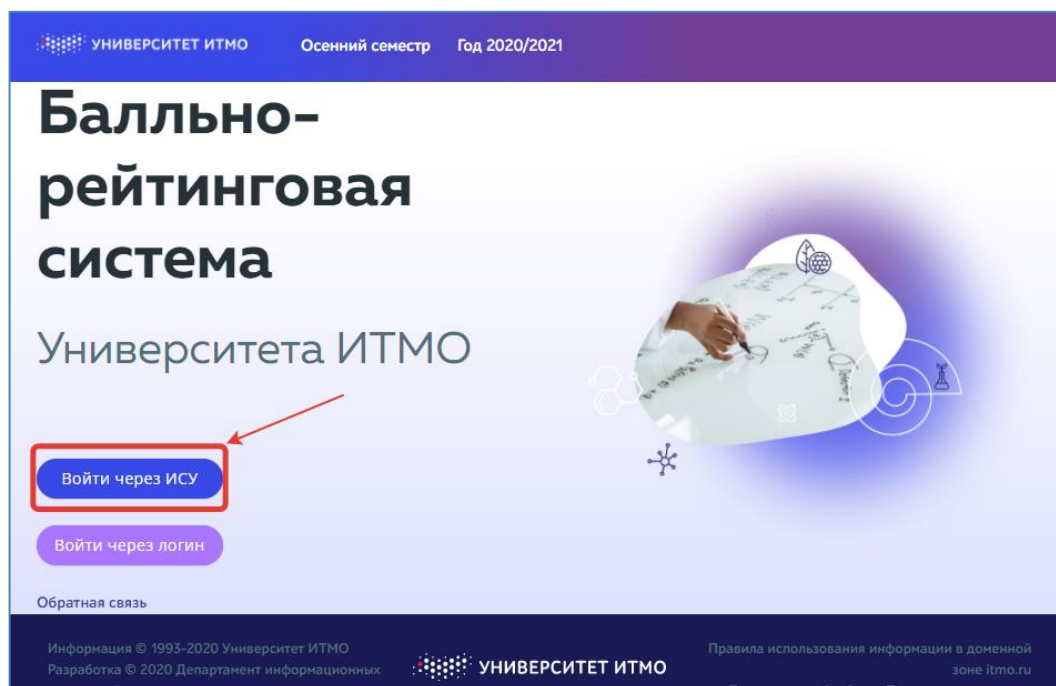 УНИВЕРСИТЕТ ИТМО Осенний семестр Год 2020/2021
Балльно-
рейтинговая
система
Университета ИТМО
Войти через ИСУ
Войти через логин
Обратная связь
Информация © 1993-2020 Университет ИТМО
Разработка © 2020 Департамент информационных
УНИВЕРСИТЕТ ИТМО
Правила использования информации в доменной
зоне itmo.ru